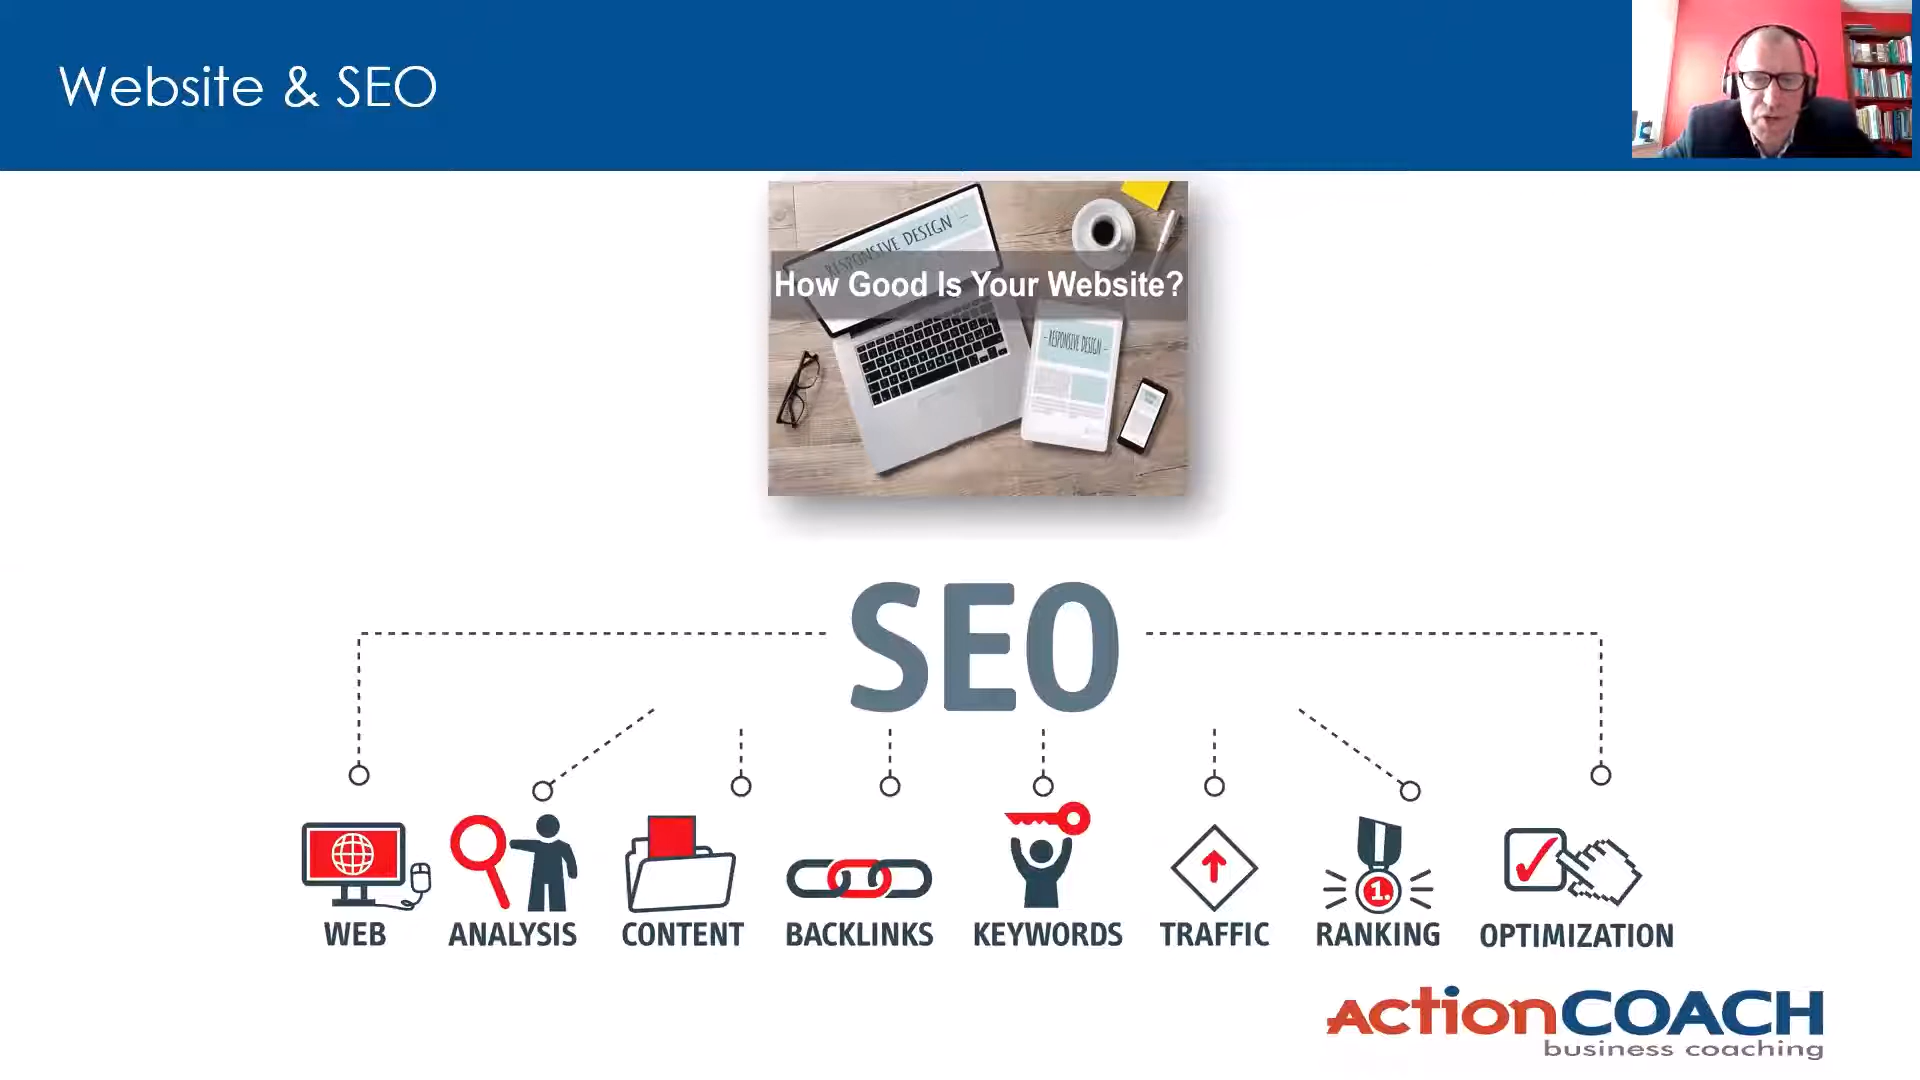 Website & SEO
RESPONSIVE DESIGN
How Good Is Your Website?
- RESPONSIVE DESIGN -
SEO
WEB
ANALYSIS
CONTENT
BACKLINKS
KEYWORDS
TRAFFIC
1.
RANKING
OPTIMIZATION
ActionCOACH
business coaching